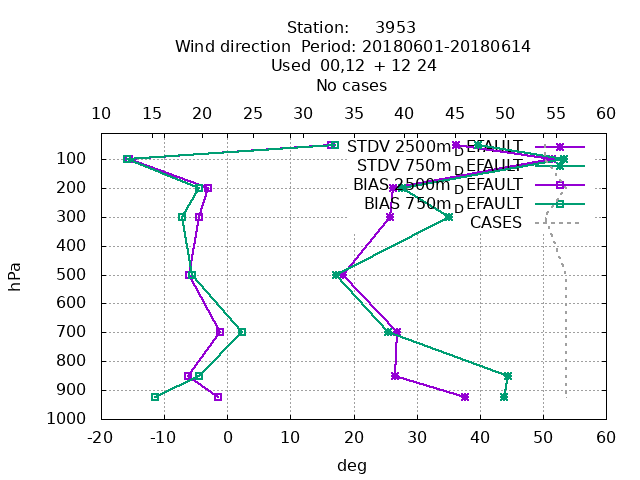 Station: 3953
Wind direction Period: 20180601-20180614
Used 00,12 + 12 24
No cases
10 15 20 25 30 35 40 45 50 55 60
STDV 2500m_DEFAULT
STDV 750m_DEFAULT
BIAS 2500m_DEFAULT
BIAS 750m_DEFAULT
CASES
hPa
100
200
300
400
500
600
700
800
900
1000
-20 -10 0 10 20 30 40 50 60
deg